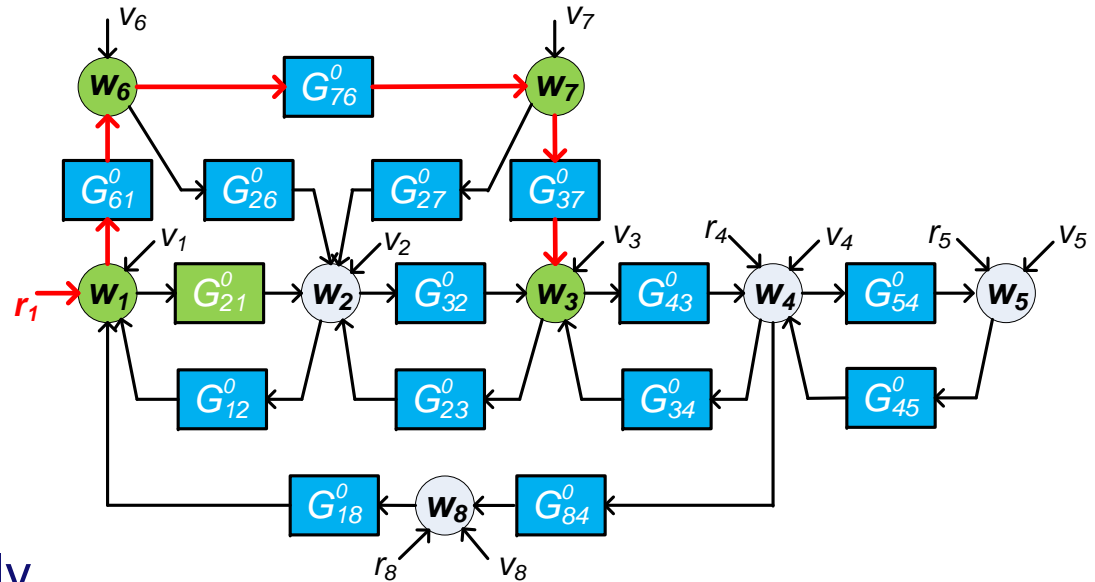 v₆ v₇
w₆ G⁰₇₆ w₇
G⁰₆₁ G⁰₂₆ G⁰₂₇ G⁰₃₇
v₁ v₂ v₃ r₄ v₄ r₅ v₅
r₁ w₁ G⁰₂₁ w₂ G⁰₃₂ w₃ G⁰₄₃ w₄ G⁰₅₄ w₅
G⁰₁₂ G⁰₂₃ G⁰₃₄ G⁰₄₅
G⁰₁₈ w₈ G⁰₈₄
r₈ v₈